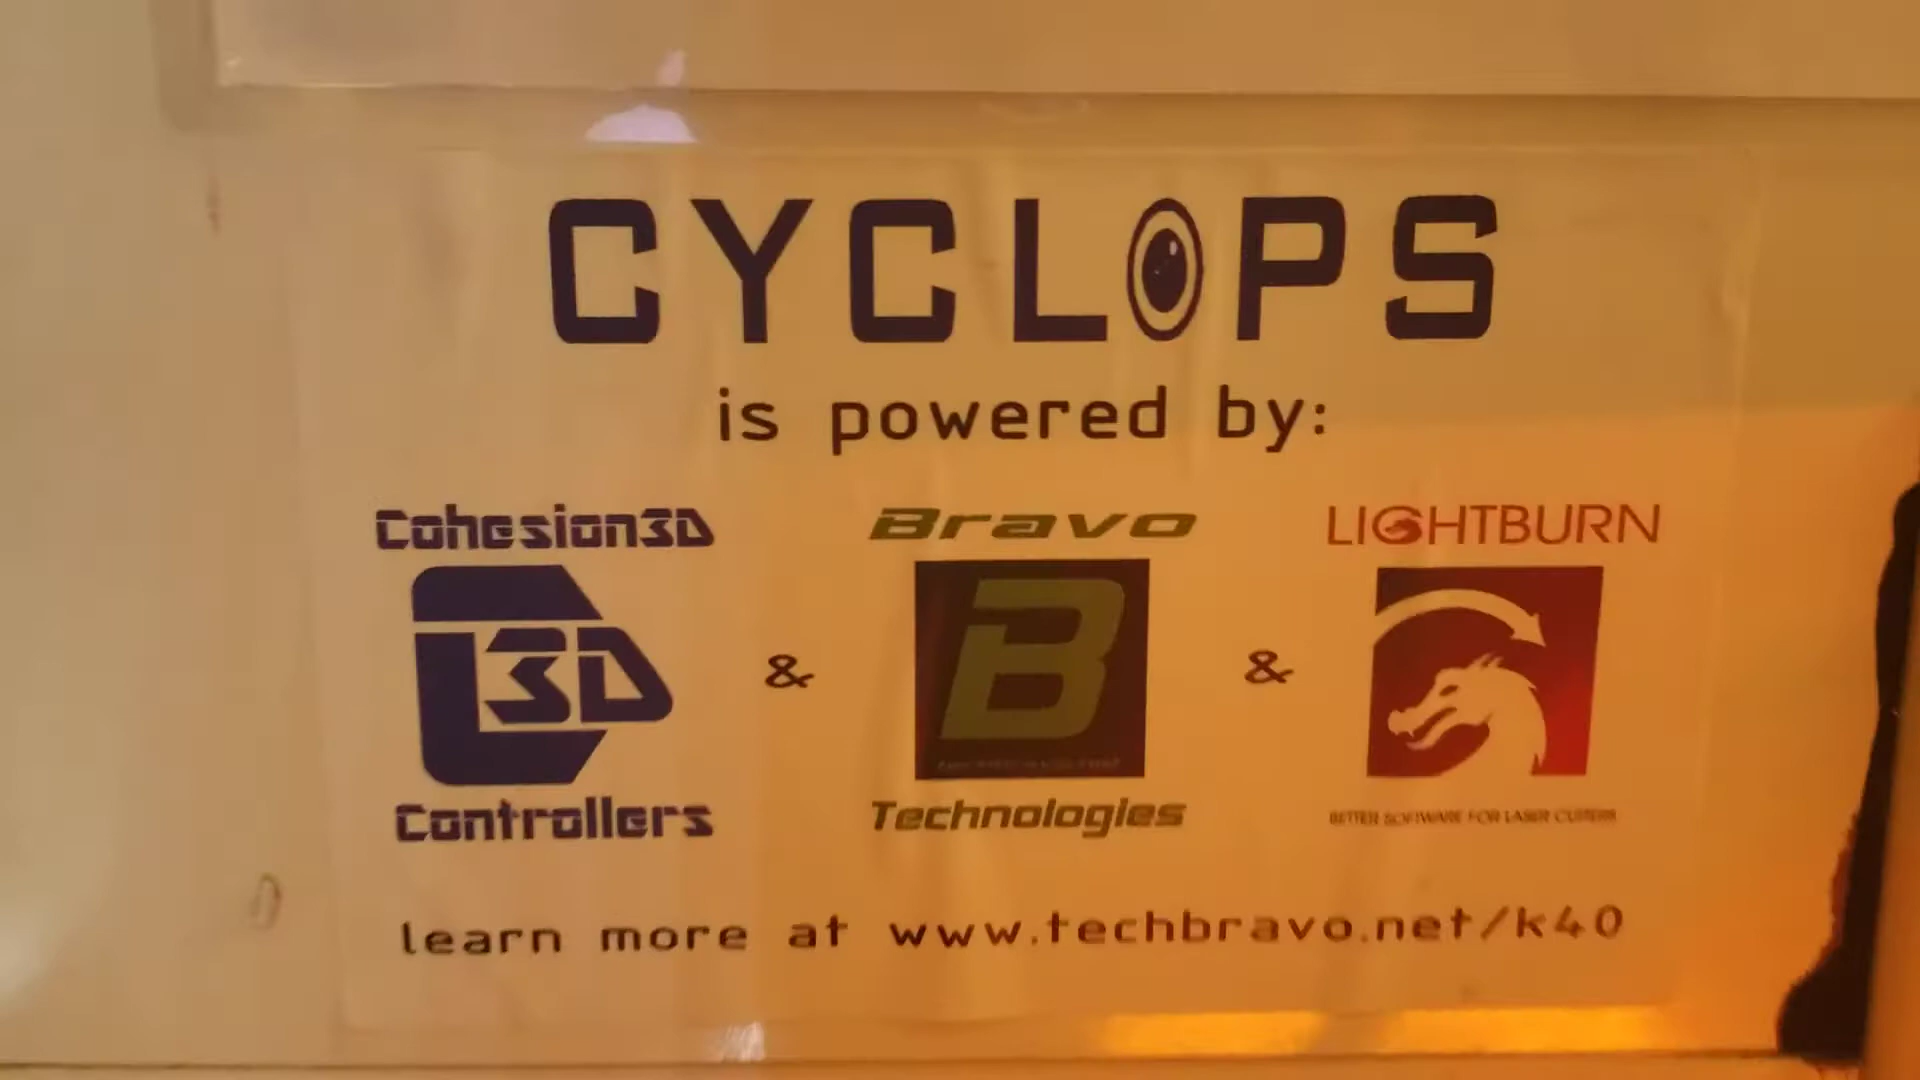 CYCLOPS
is powered by:
Cohesion3D
C3D
Controllers
&
Bravo
B
Technologies
&
LIGHTBURN
BETTER SOFTWARE FOR LASER CUTTERS
learn more at www.techbravo.net/k40